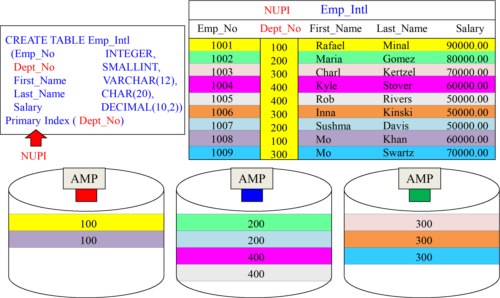 CREATE TABLE Emp_Intl
(Emp_No INTEGER,
Dept_No SMALLINT,
First_Name VARCHAR(12),
Last_Name CHAR(20),
Salary DECIMAL(10,2))
Primary Index ( Dept_No)
NUPI
NUPI Emp_Intl
Emp_No Dept_No First_Name Last_Name Salary
1001 100 Rafael Minal 90000.00
1002 200 Maria Gomez 80000.00
1003 300 Charl Kertzel 70000.00
1004 400 Kyle Stover 60000.00
1005 400 Rob Rivers 50000.00
1006 300 Inna Kinski 50000.00
1007 200 Sushma Davis 50000.00
1008 100 Mo Khan 60000.00
1009 300 Mo Swartz 70000.00
AMP AMP AMP
100 200 300
100 200 300
400 300
400